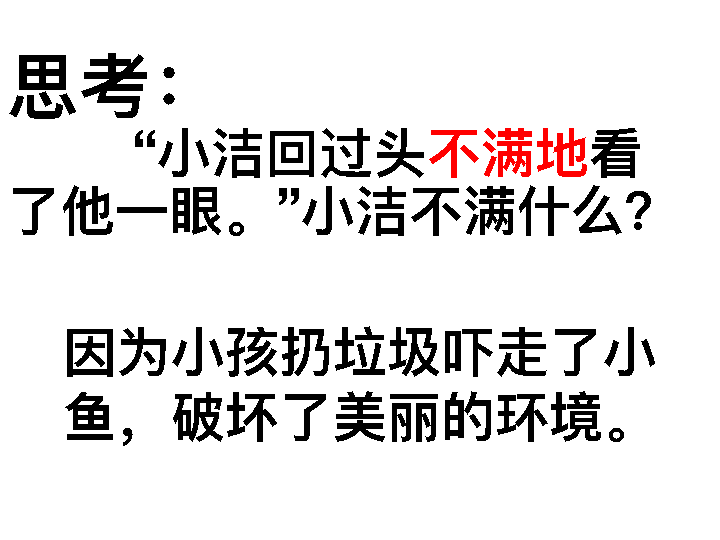 思考：
“小洁回过头不满地看
了他一眼。”小洁不满什么？
因为小孩扔垃圾吓走了小
鱼，破坏了美丽的环境。